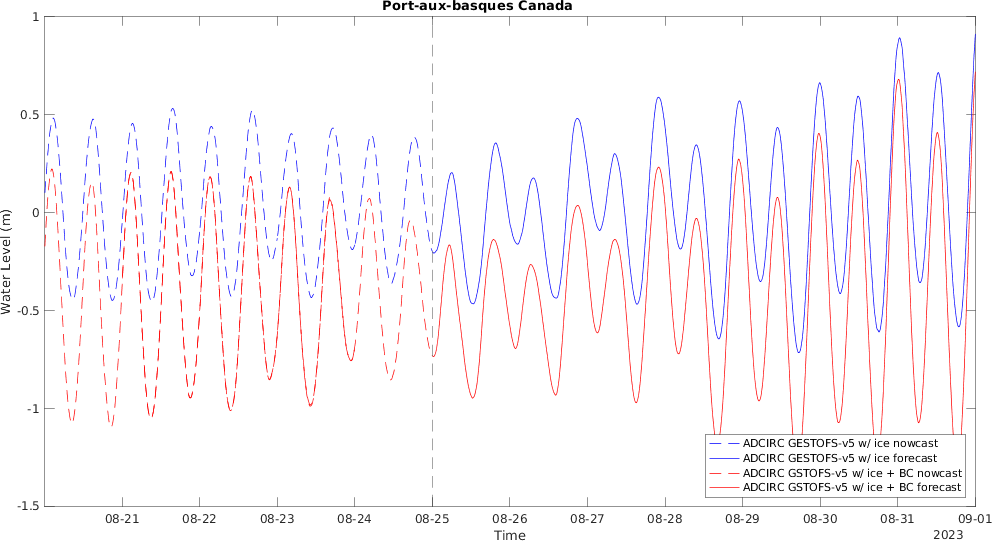 Port-aux-basques Canada
1
0.5
0
-0.5
-1
-1.5
Water Level (m)
ADCIRC GESTOFS-v5 w/ ice nowcast
ADCIRC GESTOFS-v5 w/ ice forecast
ADCIRC GSTOFS-v5 w/ ice + BC nowcast
ADCIRC GSTOFS-v5 w/ ice + BC forecast
08-21 08-22 08-23 08-24 08-25 08-26 08-27 08-28 08-29 08-30 08-31 09-01
Time
2023